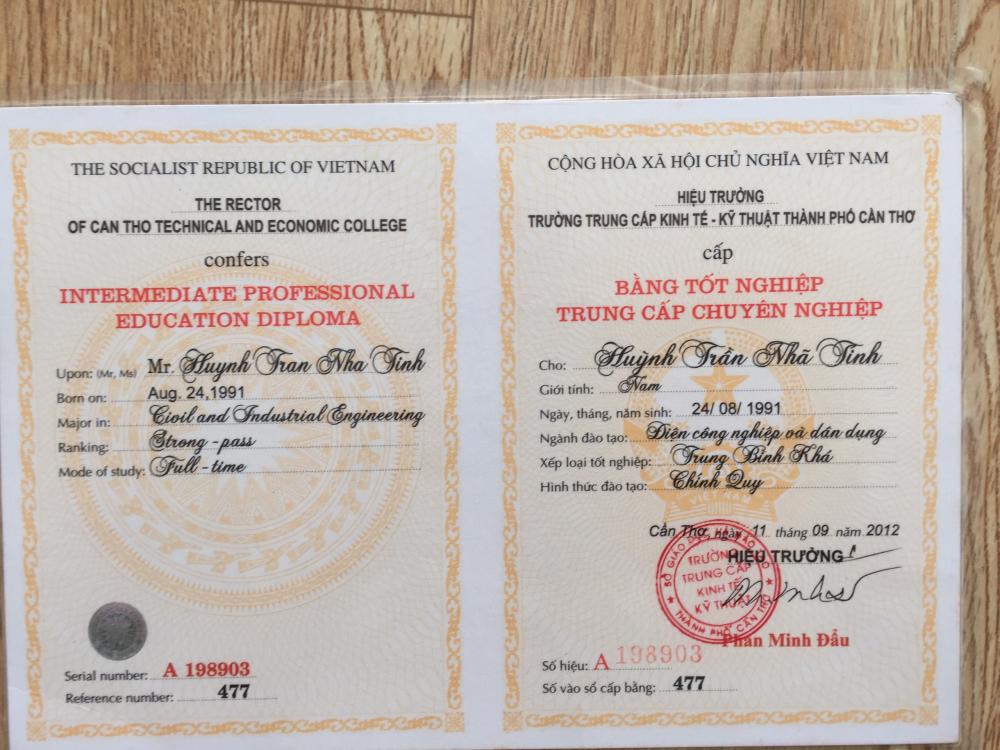 THE SOCIALIST REPUBLIC OF VIETNAM
THE RECTOR
OF CAN THO TECHNICAL AND ECONOMIC COLLEGE
confers
INTERMEDIATE PROFESSIONAL
EDUCATION DIPLOMA
Upon: (Mr, Ms) Mr. Huynh Tran Nha Tinh
Born on: Aug. 24,1991
Major in: Civil and Industrial Engineering
Ranking: Strong - pass
Mode of study: Full - time
Serial number: A 198903
Reference number: 477
CỘNG HÒA XÃ HỘI CHỦ NGHĨA VIỆT NAM
HIỆU TRƯỞNG
TRƯỜNG TRUNG CẤP KINH TẾ - KỸ THUẬT THÀNH PHỐ CẦN THƠ
cấp
BẰNG TỐT NGHIỆP
TRUNG CẤP CHUYÊN NGHIỆP
Cho: Huỳnh Trần Nhã Tinh
Giới tính: Nam
Ngày, tháng, năm sinh: 24/ 08/ 1991
Ngành đào tạo: Điện công nghiệp và dân dụng
Xếp loại tốt nghiệp: Trung Bình Khá
Hình thức đào tạo: Chính Quy
VIỆT NAM
Cần Thơ, ngày 11 tháng 09 năm 2012
HIỆU TRƯỞNG
TRƯỜNG
TRUNG CẤP
KINH TẾ
KỸ THUẬT
THÀNH PHỐ CẦN THƠ
Phan Minh Đẩu
Số hiệu: A 198903
Số vào sổ cấp bằng: 477